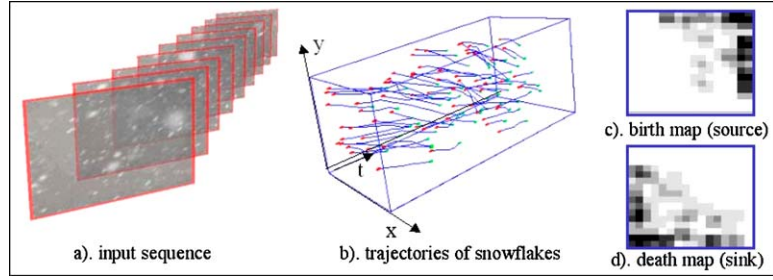 y
t
x
a). input sequence
b). trajectories of snowflakes
c). birth map (source)
d). death map (sink)